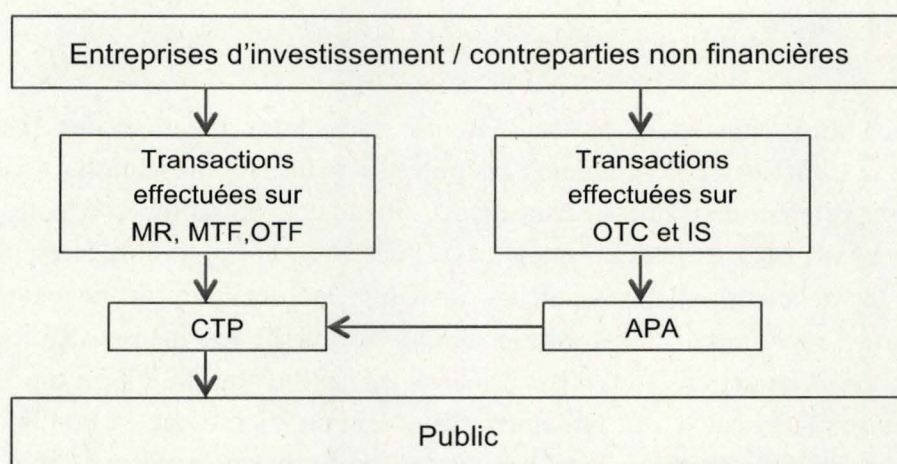 Entreprises d'investissement / contreparties non financières
Transactions
effectuées sur
MR, MTF,OTF
Transactions
effectuées sur
OTC et IS
CTP
APA
Public